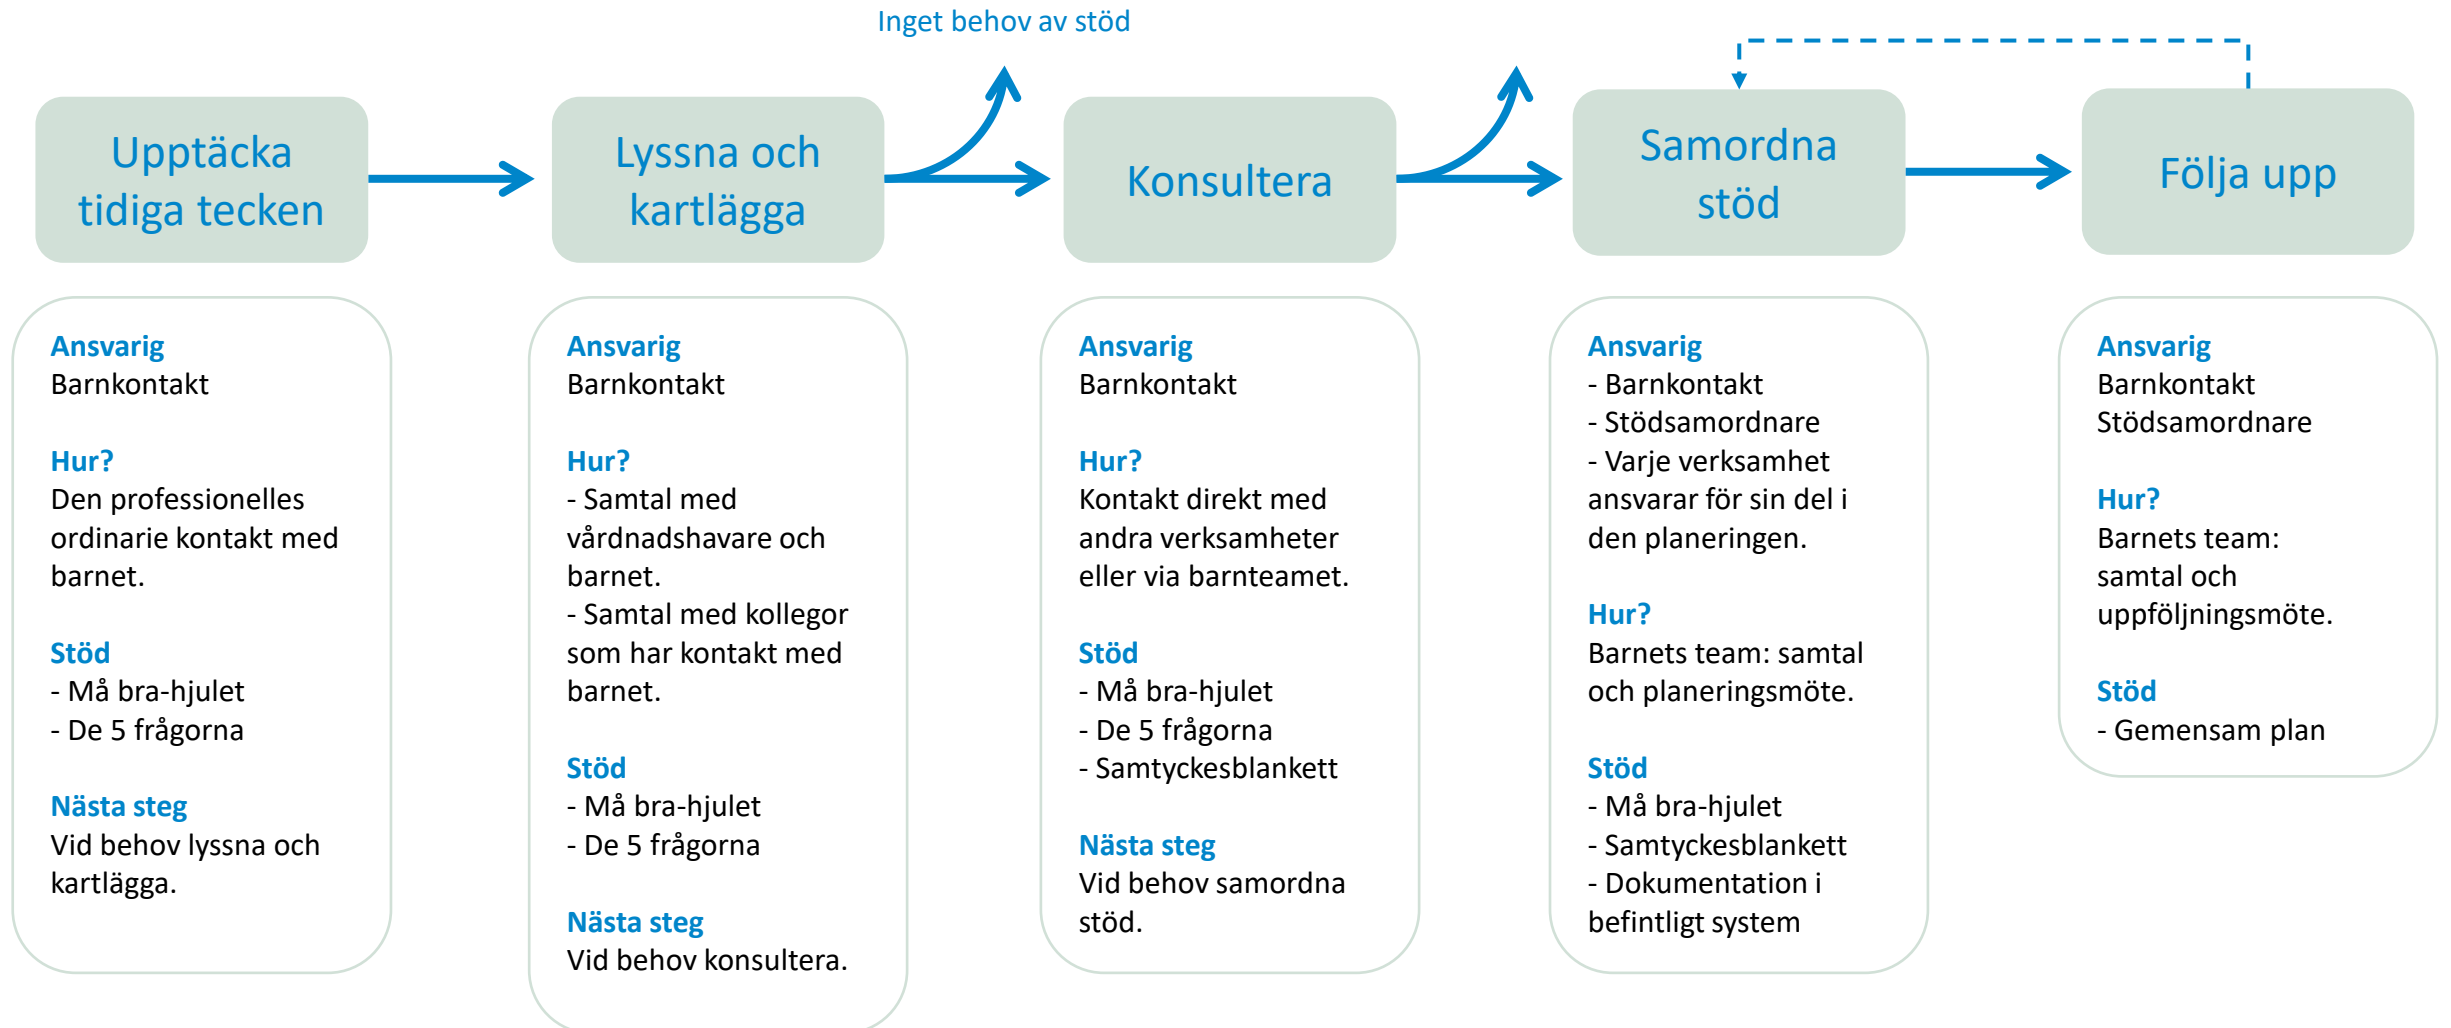 Inget behov av stöd
Upptäcka
tidiga tecken
Lyssna och
kartlägga
Konsultera
Samordna
stöd
Följa upp
Ansvarig
Barnkontakt
Hur?
Den professionelles
ordinarie kontakt med
barnet.
Stöd
- Må bra-hjulet
- De 5 frågorna
Nästa steg
Vid behov lyssna och
kartlägga.
Ansvarig
Barnkontakt
Hur?
- Samtal med
vårdnadshavare och
barnet.
- Samtal med kollegor
som har kontakt med
barnet.
Stöd
- Må bra-hjulet
- De 5 frågorna
Nästa steg
Vid behov konsultera.
Ansvarig
Barnkontakt
Hur?
Kontakt direkt med
andra verksamheter
eller via barnteamet.
Stöd
- Må bra-hjulet
- De 5 frågorna
- Samtyckesblankett
Nästa steg
Vid behov samordna
stöd.
Ansvarig
- Barnkontakt
- Stödsamordnare
- Varje verksamhet
ansvarar för sin del i
den planeringen.
Hur?
Barnets team: samtal
och planeringsmöte.
Stöd
- Må bra-hjulet
- Samtyckesblankett
- Dokumentation i
befintligt system
Ansvarig
Barnkontakt
Stödsamordnare
Hur?
Barnets team:
samtal och
uppföljningsmöte.
Stöd
- Gemensam plan